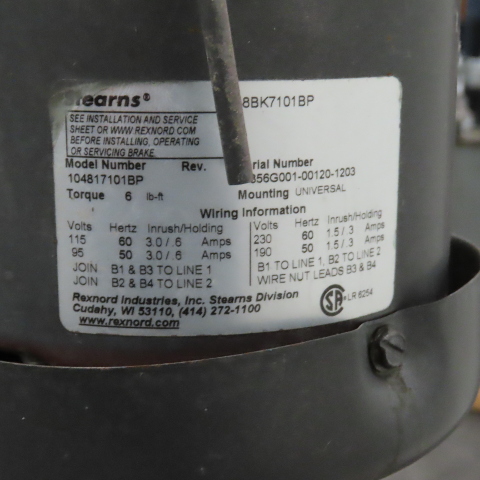 Stearns®
8BK7101BP
SEE INSTALLATION AND SERVICE
SHEET OR WWW.REXNORD.COM
BEFORE INSTALLING, OPERATING
OR SERVICING BRAKE.
Model Number Rev. Serial Number
104817101BP 856G001-00120-1203
Torque 6 lb-ft Mounting UNIVERSAL
Wiring Information
Volts Hertz Inrush/Holding
115 60 3.0/.6 Amps
95 50 3.0/.6 Amps
JOIN B1 & B3 TO LINE 1
JOIN B2 & B4 TO LINE 2
Volts Hertz Inrush/Holding
230 60 1.5/.3 Amps
190 50 1.5/.3 Amps
B1 TO LINE 1, B2 TO LINE 2
WIRE NUT LEADS B3 & B4
Rexnord Industries, Inc. Stearns Division
Cudahy, WI 53110, (414) 272-1100
www.rexnord.com
SA LR 6254